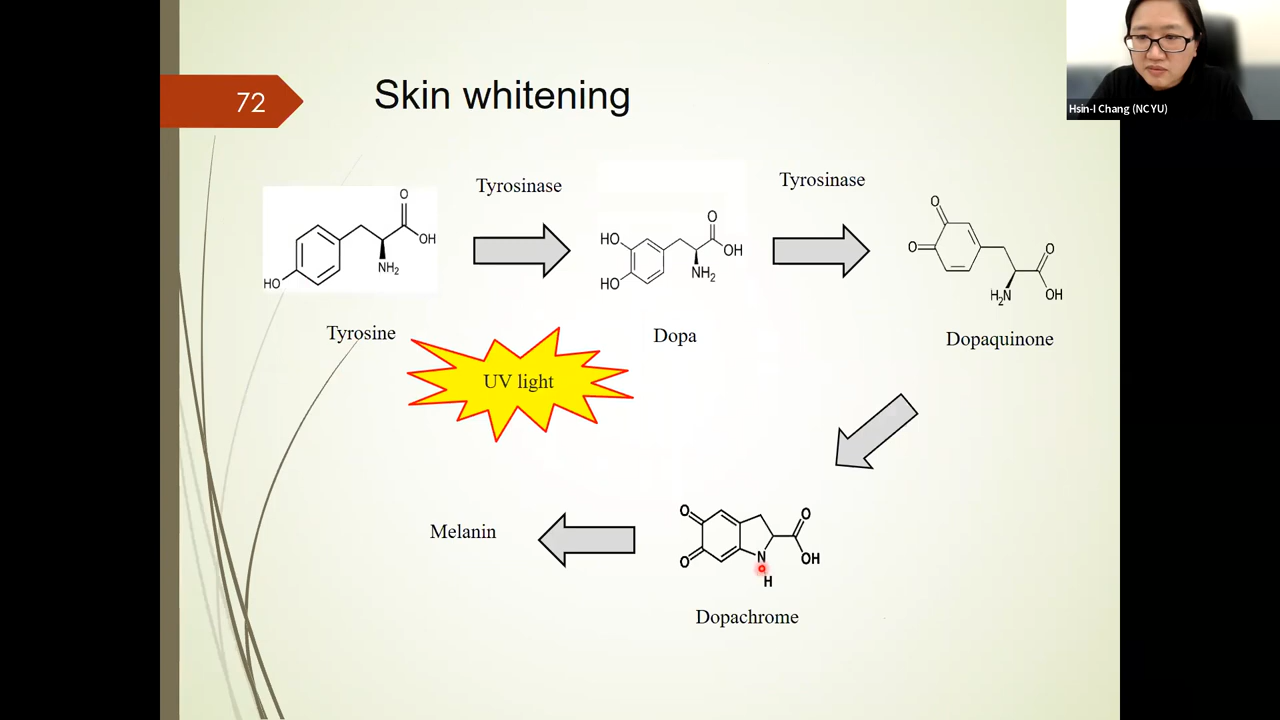 Hsin-I Chang (NCYU)
72
Skin whitening
Tyrosinase
Tyrosinase
O
OH
NH₂
HO
HO
HO
O
OH
NH₂
O
O
O
OH
H₂N
Tyrosine
Dopa
Dopaquinone
UV light
Melanin
O
O
O
OH
N
H
Dopachrome